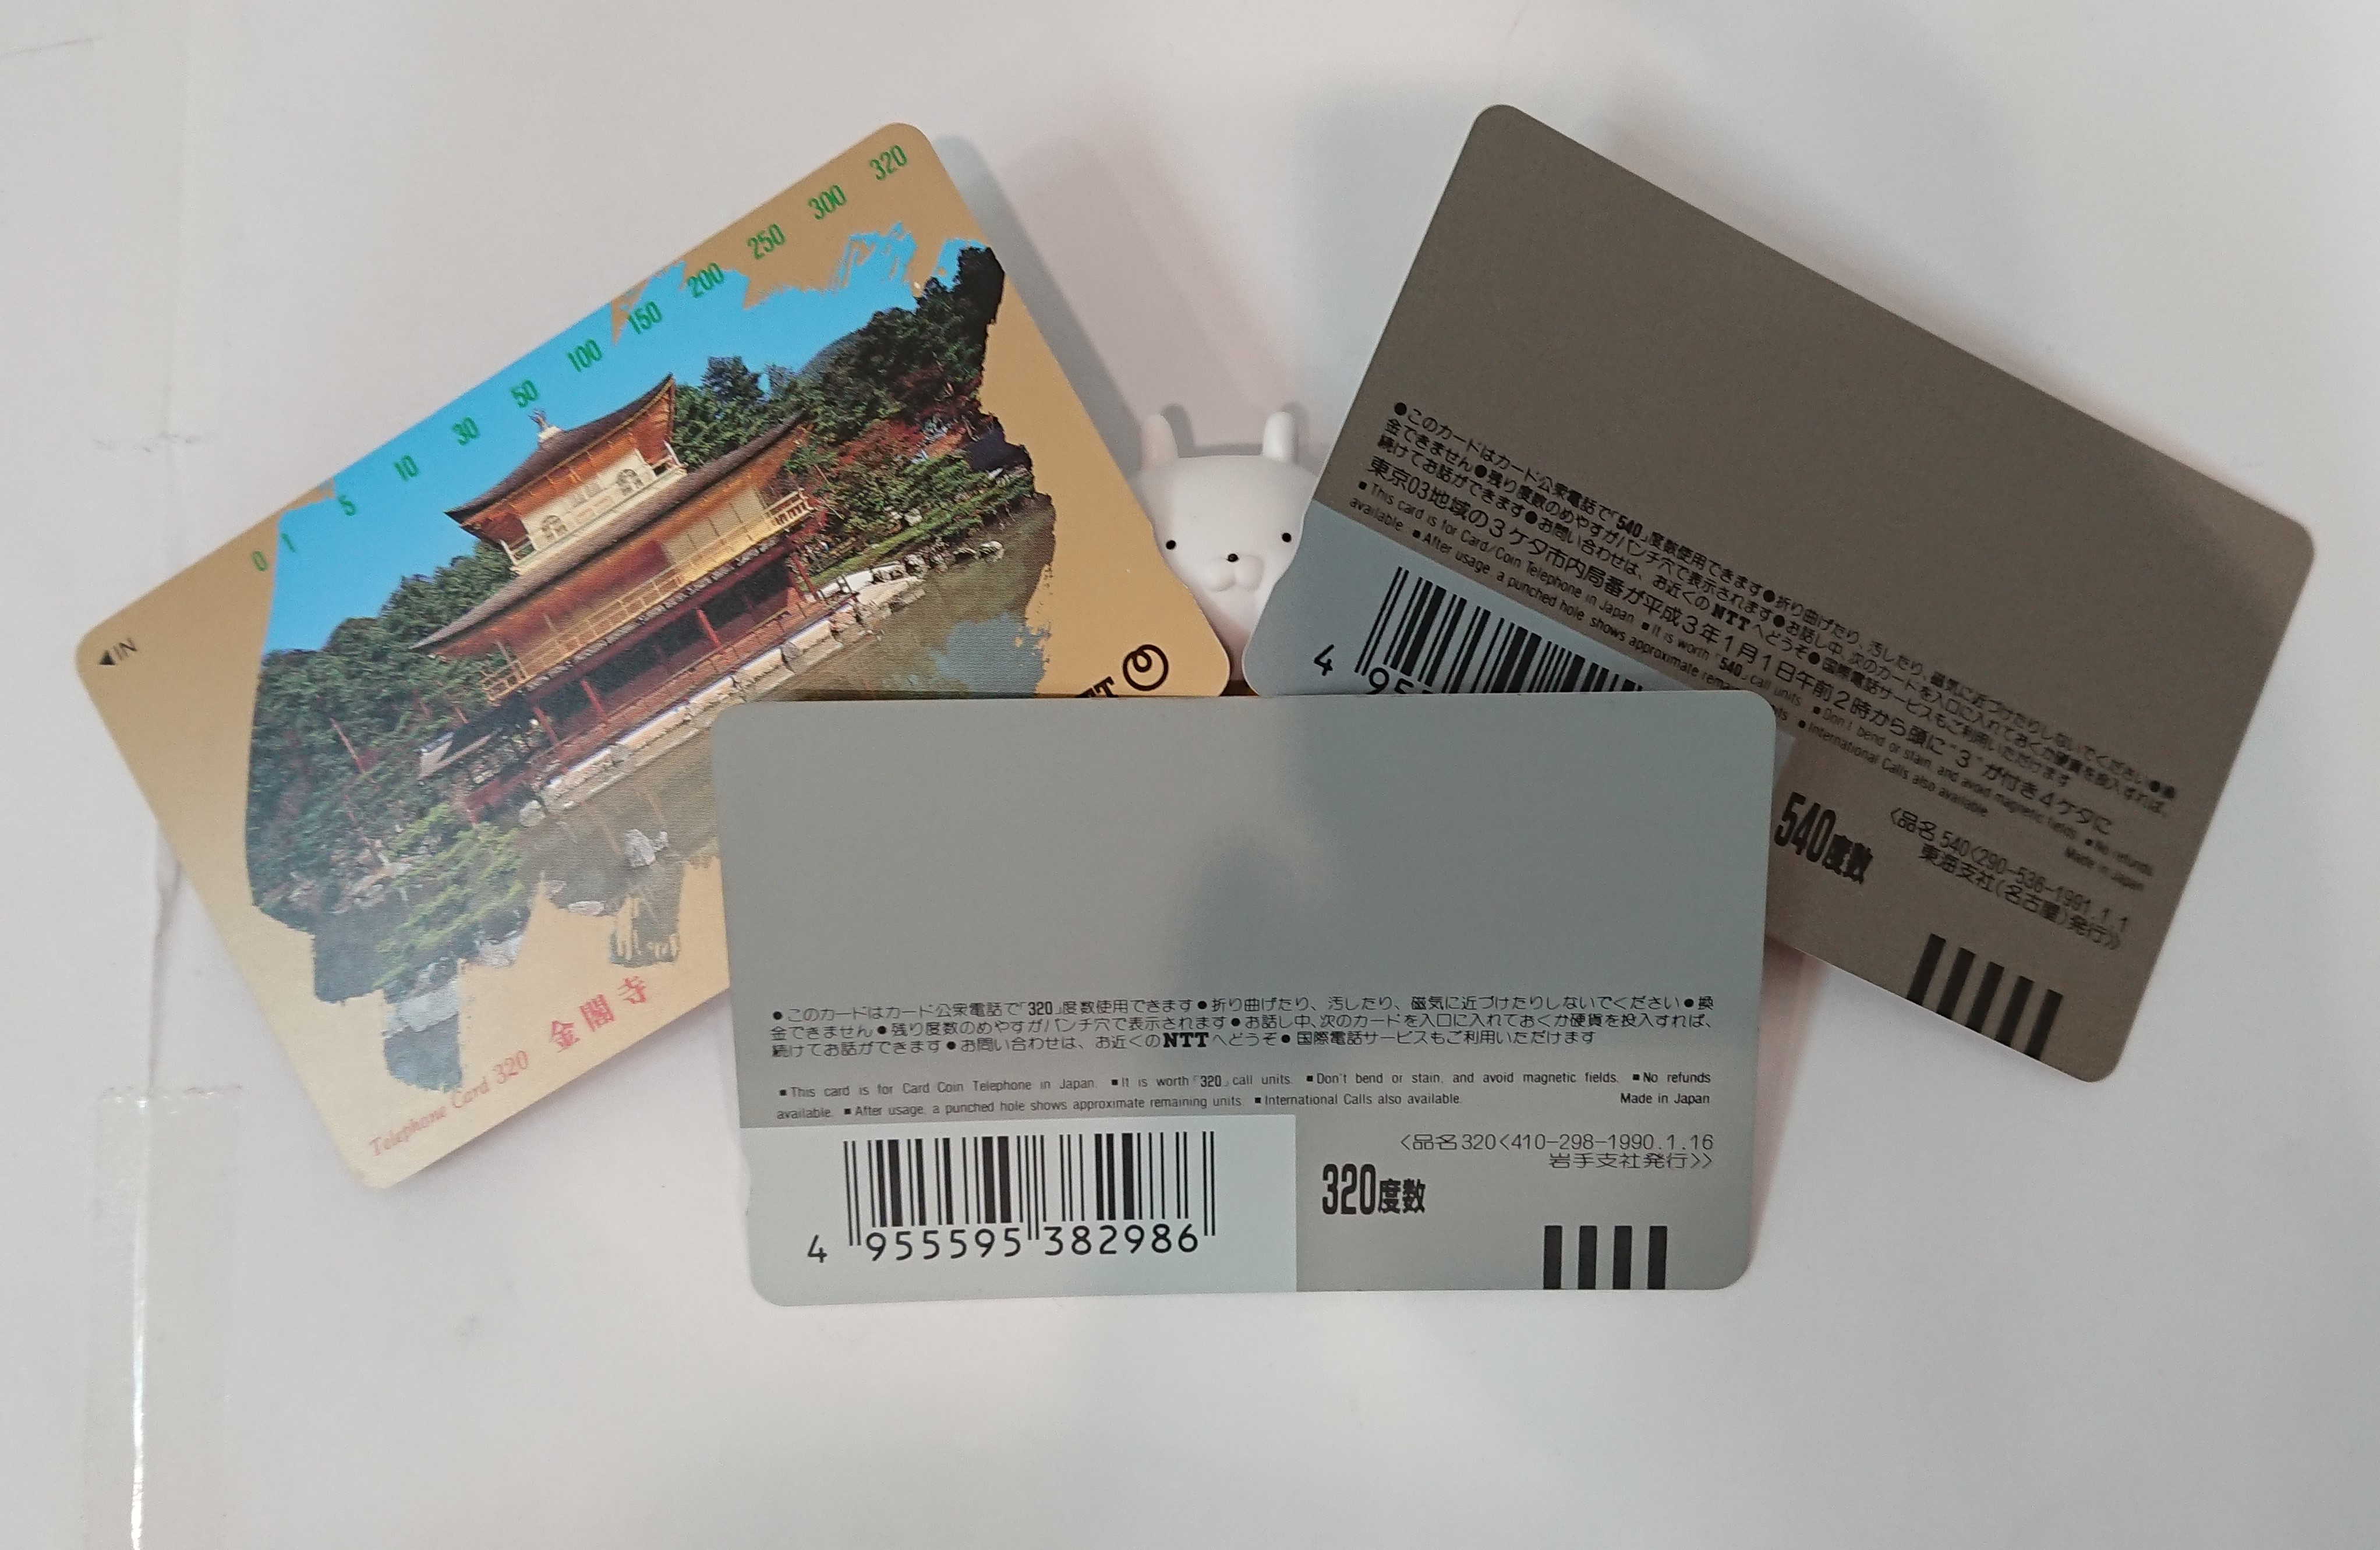 320
300
250
200
150
100
50
30
10
5
1
0
◀IN
Telephone Card 320 金閣寺
●このカードはカード公衆電話で「540」度数使用できます●折り曲げたり、汚したり、磁気に近づけたりしないでください●換
金できません●残り度数のめやすがパンチ穴で表示されます●お話し中、次のカードを入口に入れておくか硬貨を投入すれば、
続けてお話ができます●お問い合わせは、お近くのNTTへどうぞ●国際電話サービスもご利用いただけます
東京03地域の3ケタ市内局番が平成3年1月1日午前2時から頭に“3”が付き4ケタに
■This card is for Card/Coin Telephone in Japan ■It is worth「540」call units. ■Don't bend or stain, and avoid magnetic fields. ■No refunds
available. ■After usage, a punched hole shows approximate ■International Calls also available.
Made in Japan
4
540度数
〈品名 540〈290-536-1991.1.1
東海支社(名古屋)発行〉〉
●このカードはカード公衆電話で「320」度数使用できます●折り曲げたり、汚したり、磁気に近づけたりしないでください●換
金できません●残り度数のめやすがパンチ穴で表示されます●お話し中、次のカードを入口に入れておくか硬貨を投入すれば、
続けてお話ができます●お問い合わせは、お近くのNTTへどうぞ●国際電話サービスもご利用いただけます
■This card is for Card Coin Telephone in Japan. ■It is worth「320」call units. ■Don't bend or stain, and avoid magnetic fields. ■No refunds
available. ■After usage, a punched hole shows approximate remaining units. ■International Calls also available. Made in Japan
〈品名320〈410-298-1990.1.16
岩手支社発行〉〉
320度数
4 955595 382986